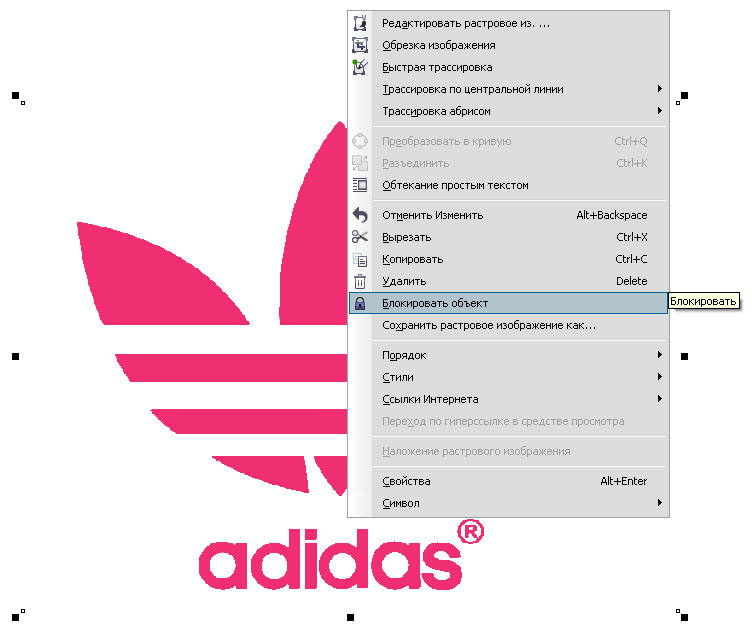 Редактировать растровое из. ...
Обрезка изображения
Быстрая трассировка
Трассировка по центральной линии
Трассировка абрисом
Преобразовать в кривую Ctrl+Q
Разъединить Ctrl+K
Обтекание простым текстом
Отменить Изменить Alt+Backspace
Вырезать Ctrl+X
Копировать Ctrl+C
Удалить Delete
Блокировать объект Блокировать
Сохранить растровое изображение как...
Порядок
Стили
Ссылки Интернета
Переход по гиперссылке в средстве просмотра
Наложение растрового изображения
Свойства Alt+Enter
Символ
adidas®